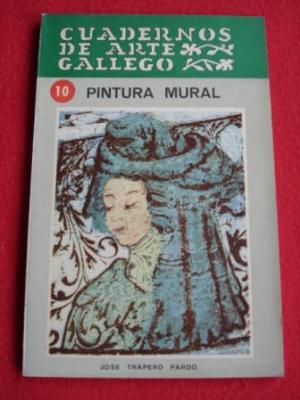 CUADERNOS
DE ARTE
GALLEGO
10 PINTURA MURAL
JOSE TRAPERO PARDO